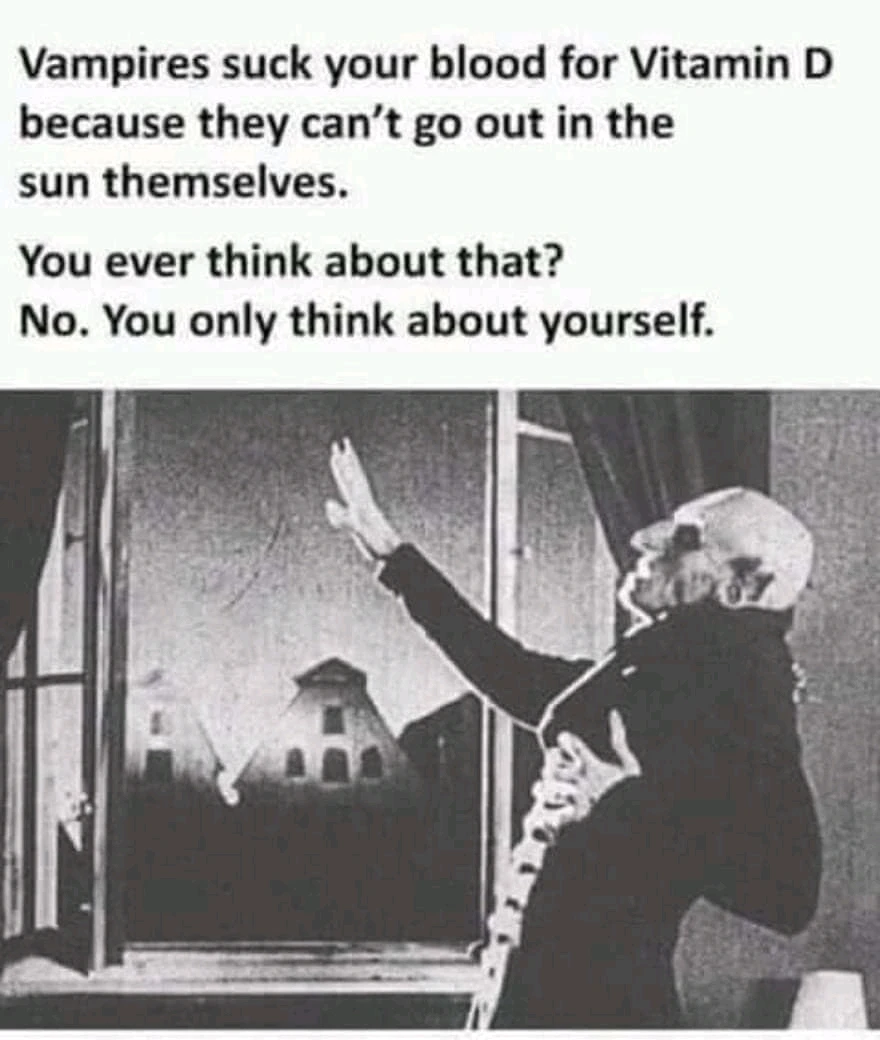 Vampires suck your blood for Vitamin D
because they can't go out in the
sun themselves.
You ever think about that?
No. You only think about yourself.